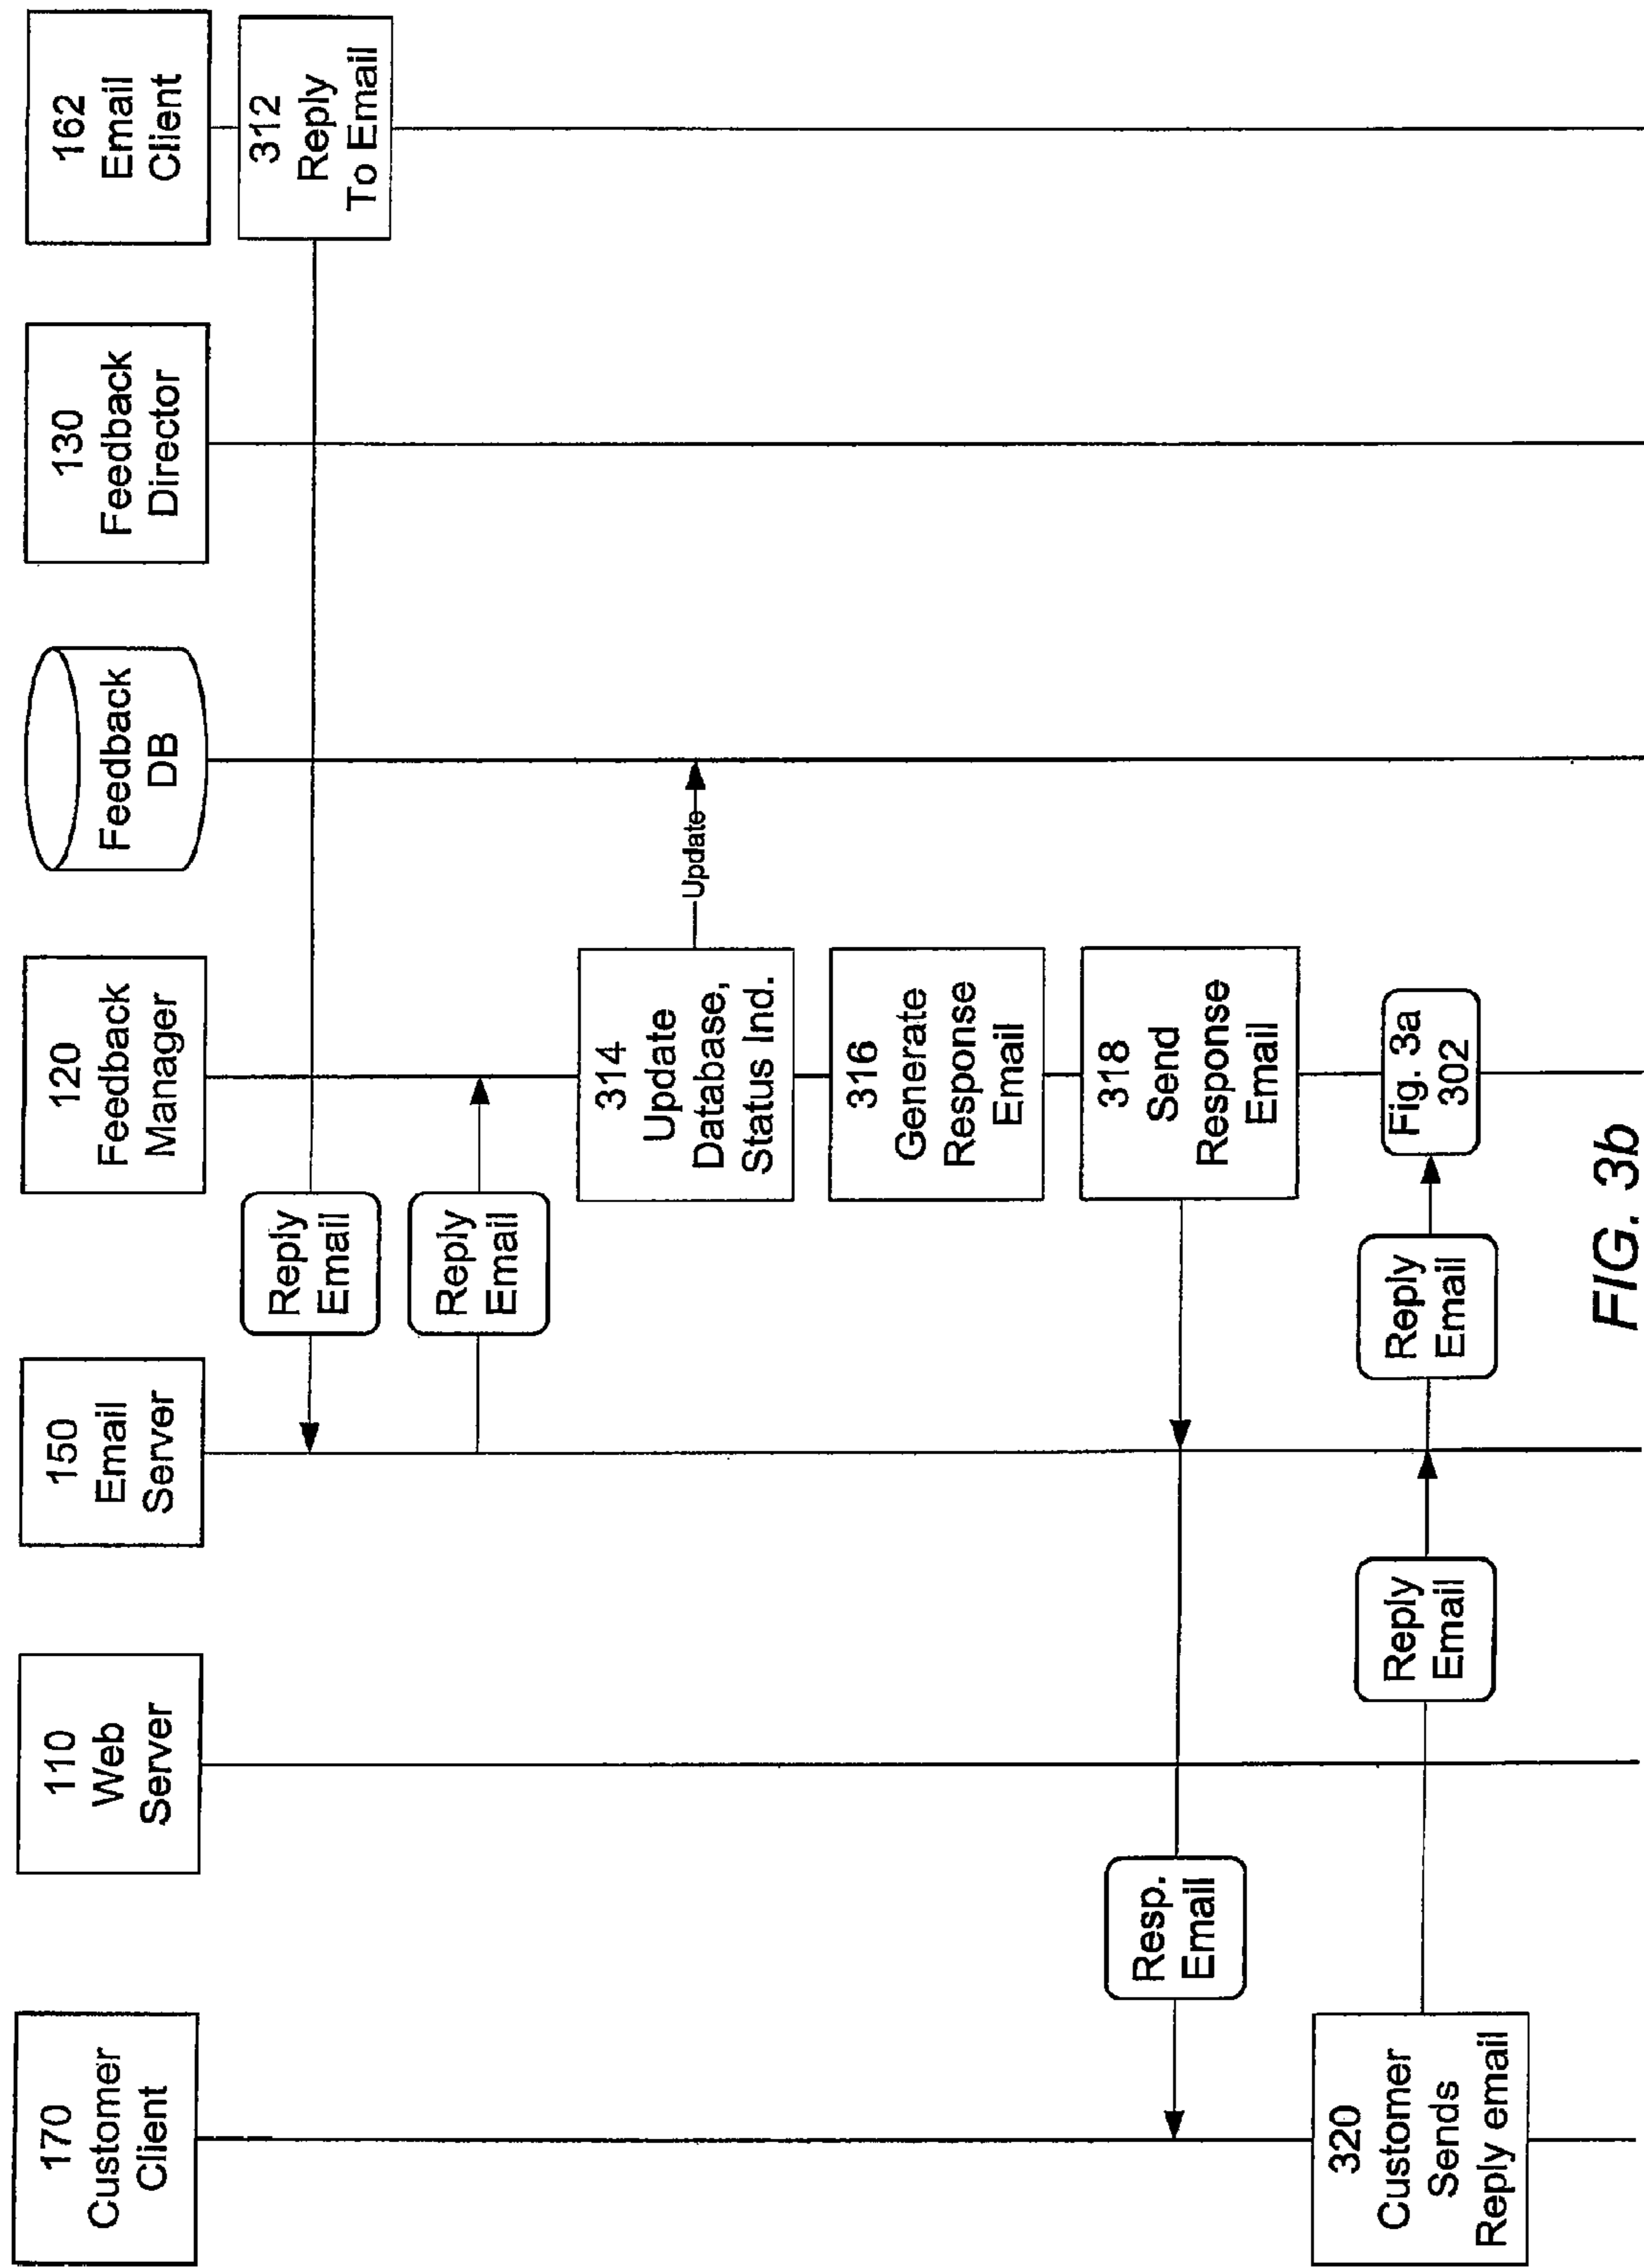 170
Customer
Client
110
Web
Server
150
Email
Server
120
Feedback
Manager
Feedback
DB
130
Feedback
Director
162
Email
Client
312
Reply
To Email
Reply
Email
Reply
Email
314
Update
Database,
Status Ind.
Update
316
Generate
Response
Email
318
Send
Response
Email
Resp.
Email
320
Customer
Sends
Reply email
Reply
Email
Reply
Email
Fig. 3a
302
FIG. 3b